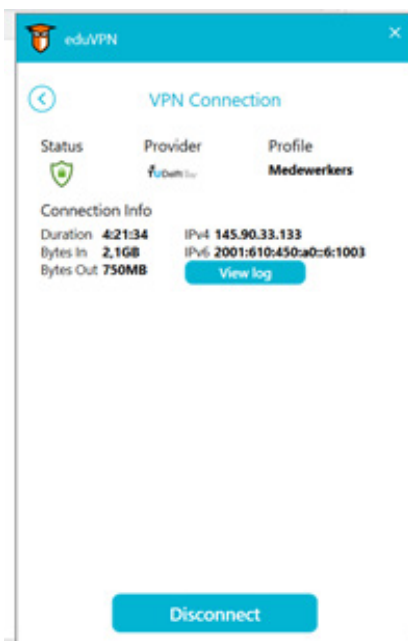 eduVPN
VPN Connection
Status Provider Profile
TUDelft Medewerkers
Connection Info
Duration 4:21:34 IPv4 145.90.33.133
Bytes In 2,1GB IPv6 2001:610:450:a0::6:1003
Bytes Out 750MB View log
Disconnect